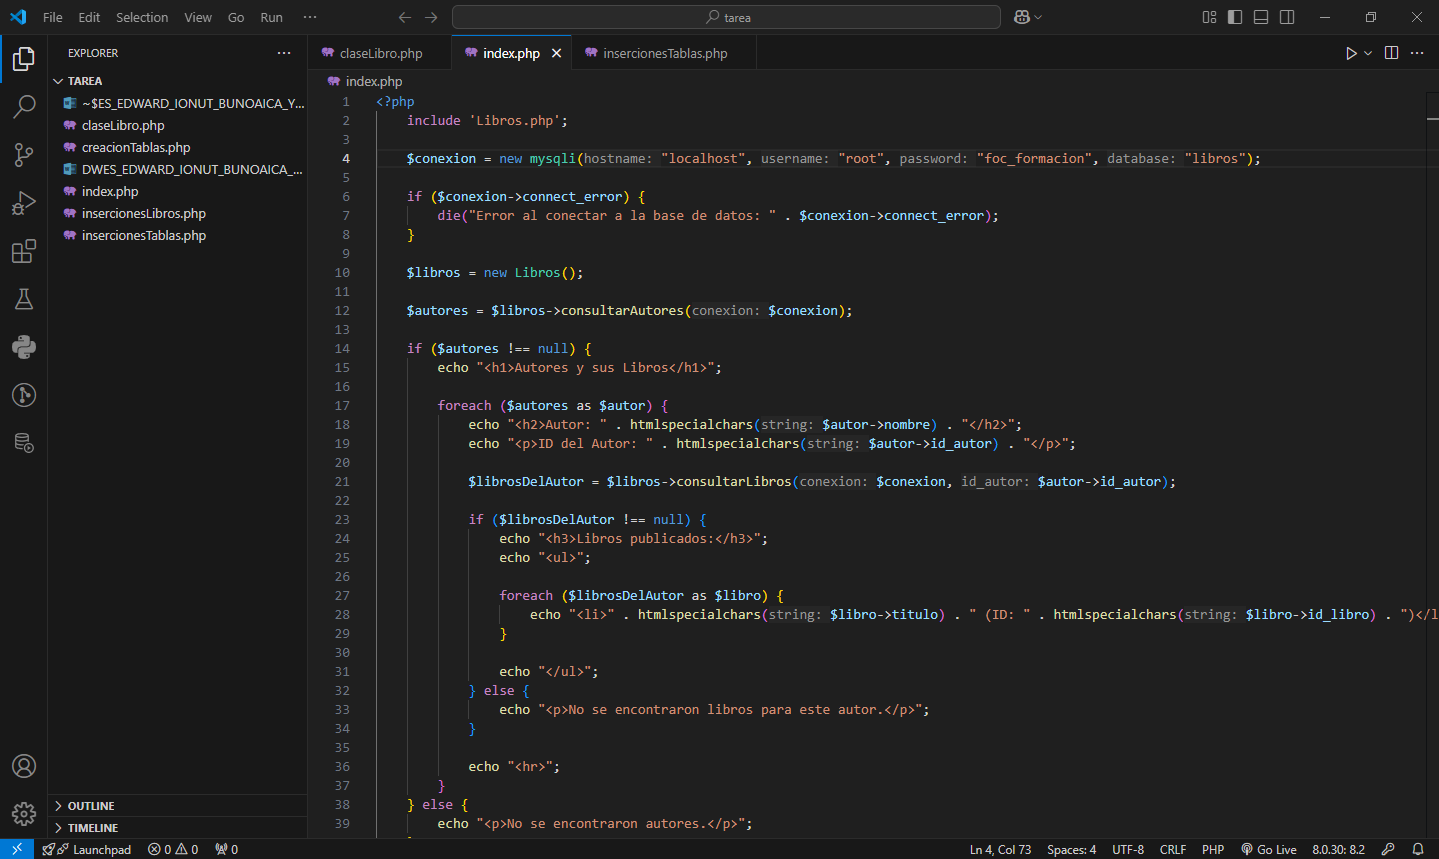 File Edit Selection View Go Run ··· tarea
EXPLORER ···
TAREA
~$ES_EDWARD_IONUT_BUNOAICA_Y...
claseLibro.php
creacionTablas.php
DWES_EDWARD_IONUT_BUNOAICA_...
index.php
insercionesLibros.php
insercionesTablas.php
OUTLINE
TIMELINE
claseLibro.php index.php insercionesTablas.php
index.php
1 <?php
2 include 'Libros.php';
3
4 $conexion = new mysqli(hostname: "localhost", username: "root", password: "foc_formacion", database: "libros");
5
6 if ($conexion->connect_error) {
7 die("Error al conectar a la base de datos: " . $conexion->connect_error);
8 }
9
10 $libros = new Libros();
11
12 $autores = $libros->consultarAutores(conexion: $conexion);
13
14 if ($autores !== null) {
15 echo "<h1>Autores y sus Libros</h1>";
16
17 foreach ($autores as $autor) {
18 echo "<h2>Autor: " . htmlspecialchars(string: $autor->nombre) . "</h2>";
19 echo "<p>ID del Autor: " . htmlspecialchars(string: $autor->id_autor) . "</p>";
20
21 $librosDelAutor = $libros->consultarLibros(conexion: $conexion, id_autor: $autor->id_autor);
22
23 if ($librosDelAutor !== null) {
24 echo "<h3>Libros publicados:</h3>";
25 echo "<ul>";
26
27 foreach ($librosDelAutor as $libro) {
28 echo "<li>" . htmlspecialchars(string: $libro->titulo) . " (ID: " . htmlspecialchars(string: $libro->id_libro) . ")</l
29 }
30
31 echo "</ul>";
32 } else {
33 echo "<p>No se encontraron libros para este autor.</p>";
34 }
35
36 echo "<hr>";
37 }
38 } else {
39 echo "<p>No se encontraron autores.</p>";
Launchpad 0 0 0 Ln 4, Col 73 Spaces: 4 UTF-8 CRLF PHP Go Live 8.0.30: 8.2